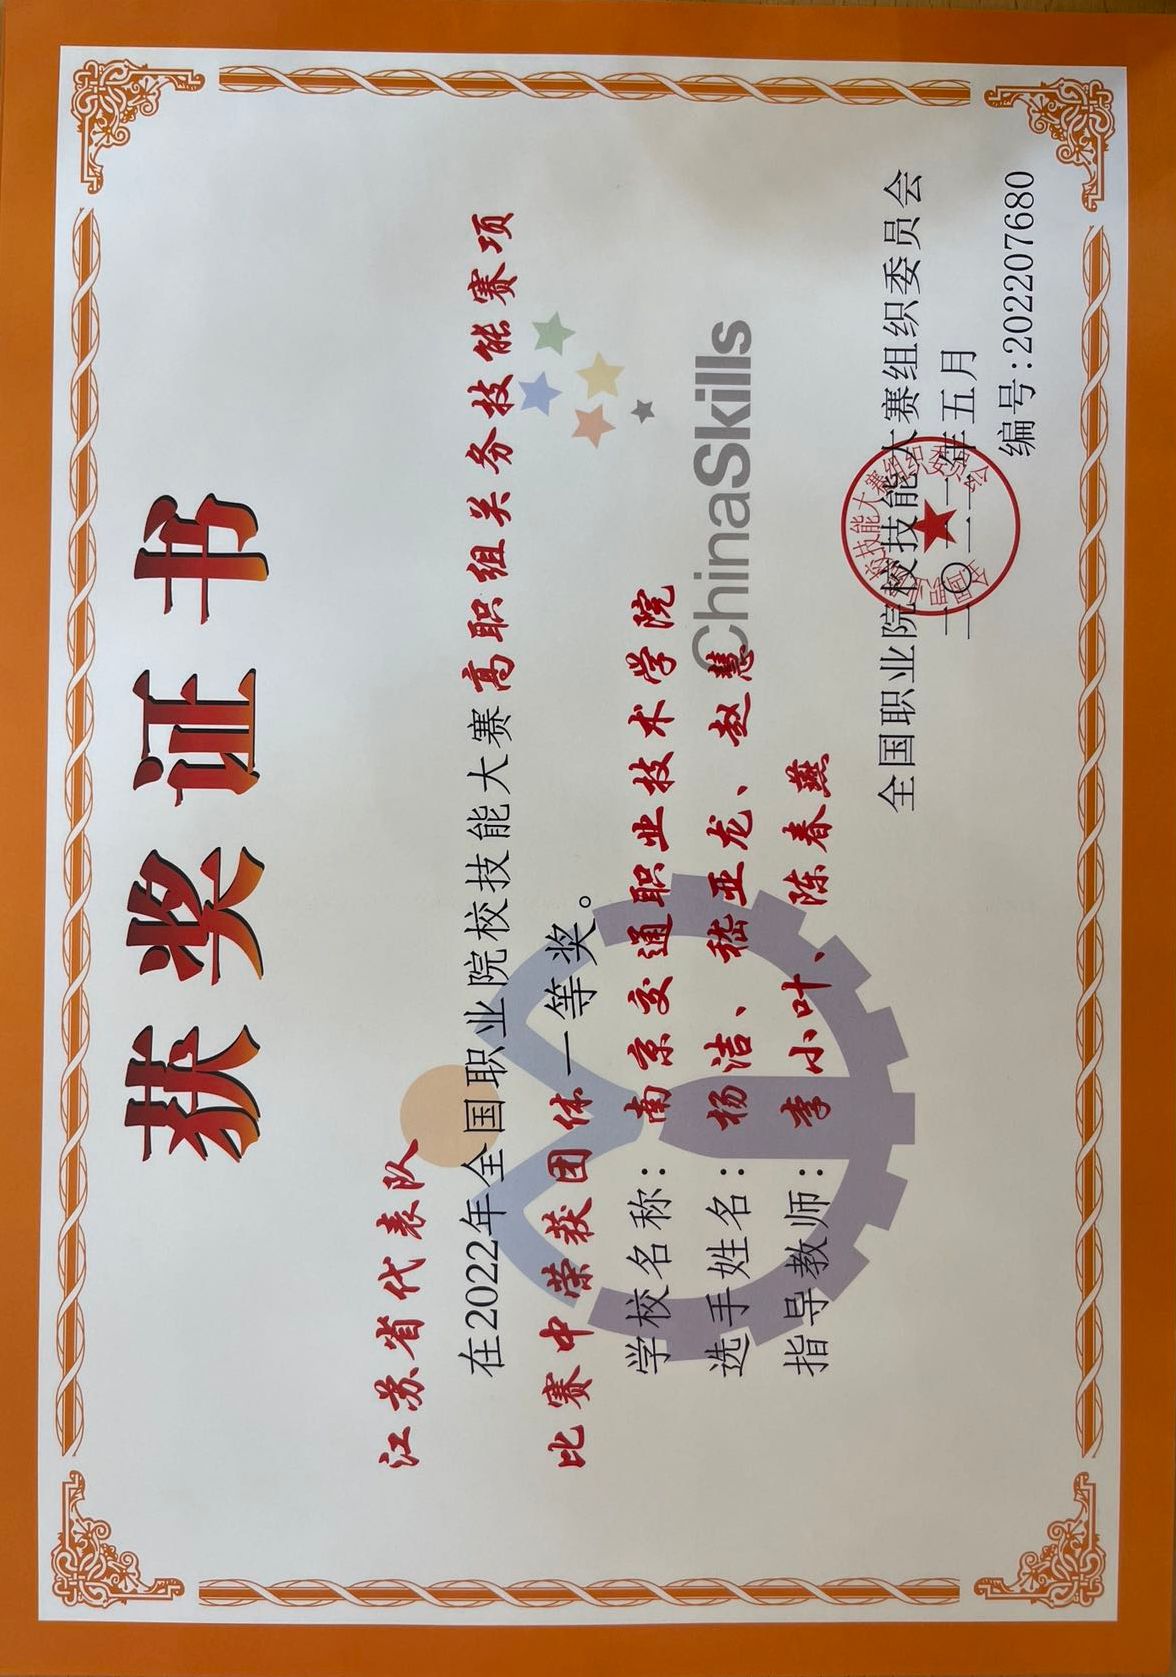 获奖证书
江苏省代表队
在2022年全国职业院校技能大赛高职组关务技能赛项
比赛中荣获团体一等奖。
学校名称：南京交通职业技术学院
选手姓名：杨洁、嵇亚龙、赵慧
指导教师：李小叶、陈春燕
ChinaSkills
全国职业院校技能大赛组织委员会
二〇二二年五月
编号:202207680